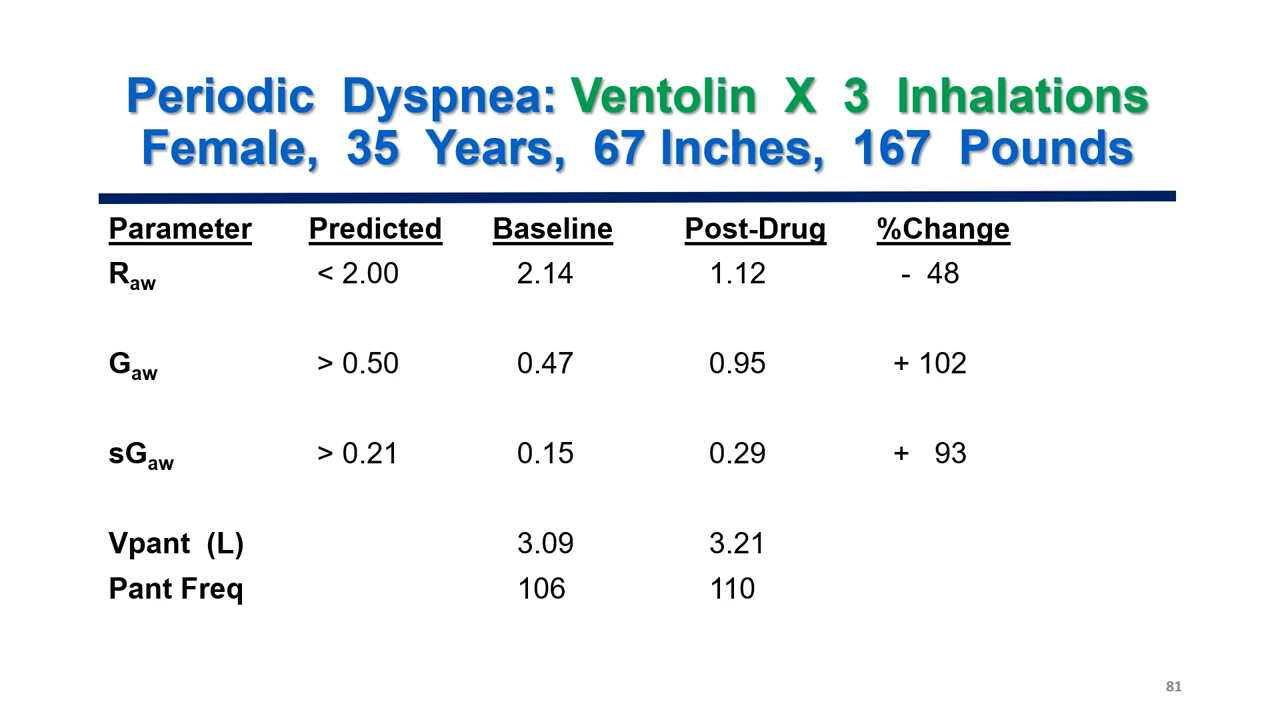 Periodic Dyspnea: Ventolin X 3 Inhalations
Female, 35 Years, 67 Inches, 167 Pounds
Parameter Predicted Baseline Post-Drug %Change
Raw < 2.00 2.14 1.12 - 48
Gaw > 0.50 0.47 0.95 + 102
sGaw > 0.21 0.15 0.29 + 93
Vpant (L) 3.09 3.21
Pant Freq 106 110
81